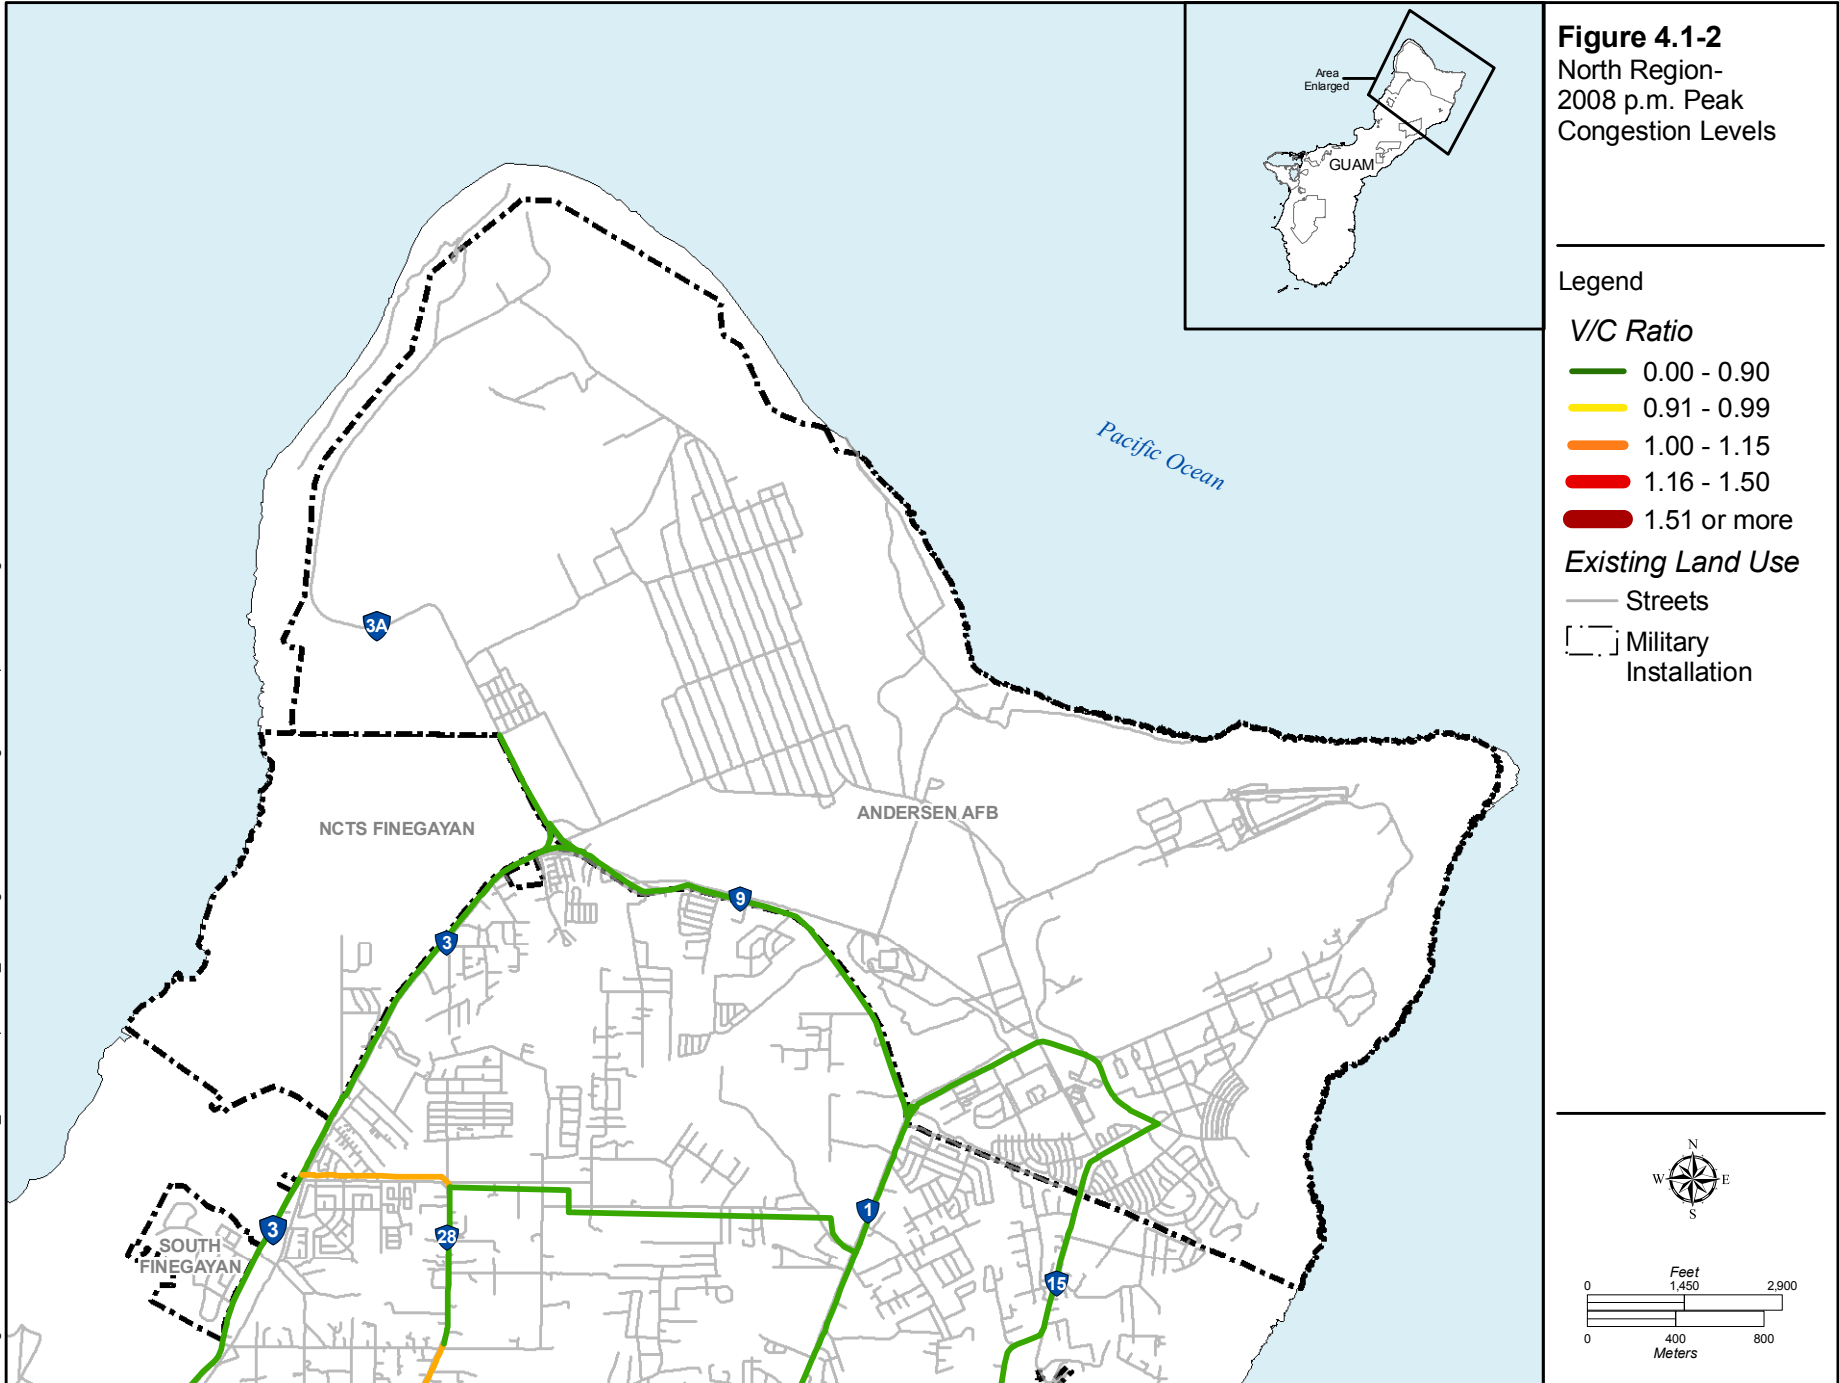 Figure 4.1-2
North Region-
2008 p.m. Peak
Congestion Levels
Area
Enlarged
GUAM
Legend
V/C Ratio
0.00 - 0.90
0.91 - 0.99
1.00 - 1.15
1.16 - 1.50
1.51 or more
Existing Land Use
Streets
Military
Installation
Pacific Ocean
3A
NCTS FINEGAYAN
ANDERSEN AFB
9
3
1
3
28
SOUTH
FINEGAYAN
15
N
W E
S
Feet
0 1,450 2,900
0 400 800
Meters